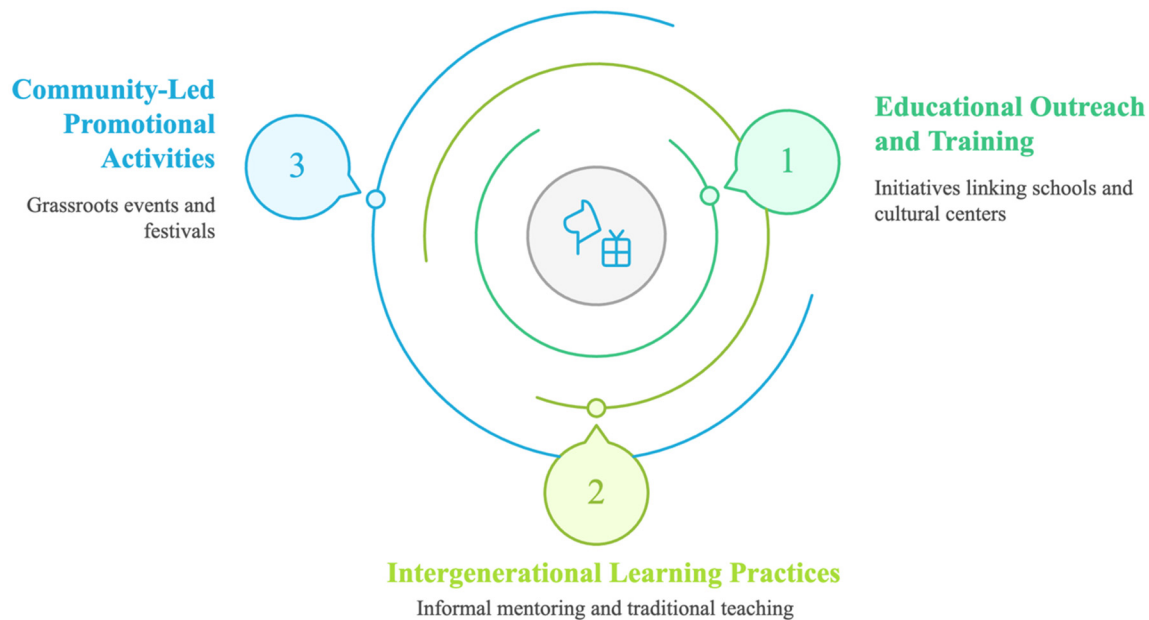 Community-Led
Promotional
Activities
Grassroots events and
festivals
3
1
Educational Outreach
and Training
Initiatives linking schools and
cultural centers
2
Intergenerational Learning Practices
Informal mentoring and traditional teaching